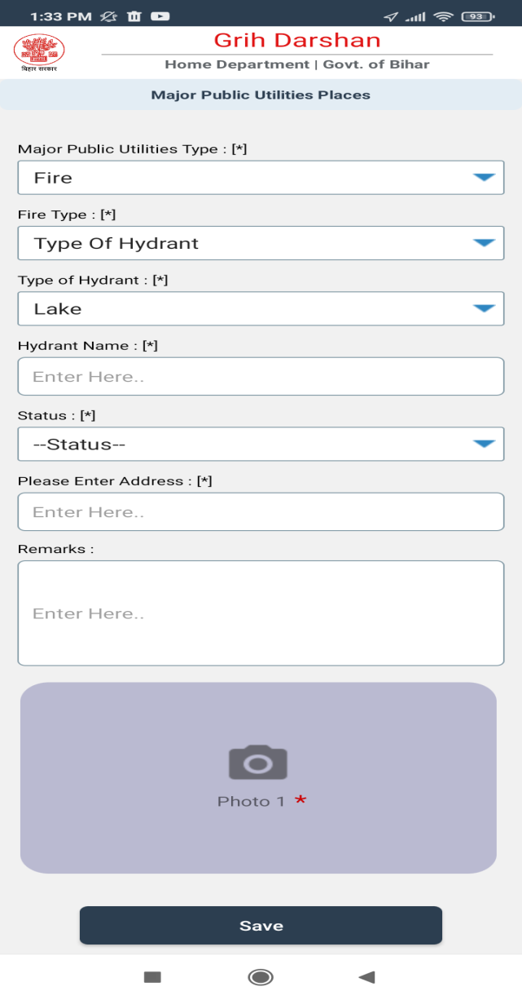 1:33 PM
93
Grih Darshan
बिहार सरकार
Home Department | Govt. of Bihar
Major Public Utilities Places
Major Public Utilities Type : [*]
Fire
Fire Type : [*]
Type Of Hydrant
Type of Hydrant : [*]
Lake
Hydrant Name : [*]
Enter Here..
Status : [*]
--Status--
Please Enter Address : [*]
Enter Here..
Remarks :
Enter Here..
Photo 1 *
Save